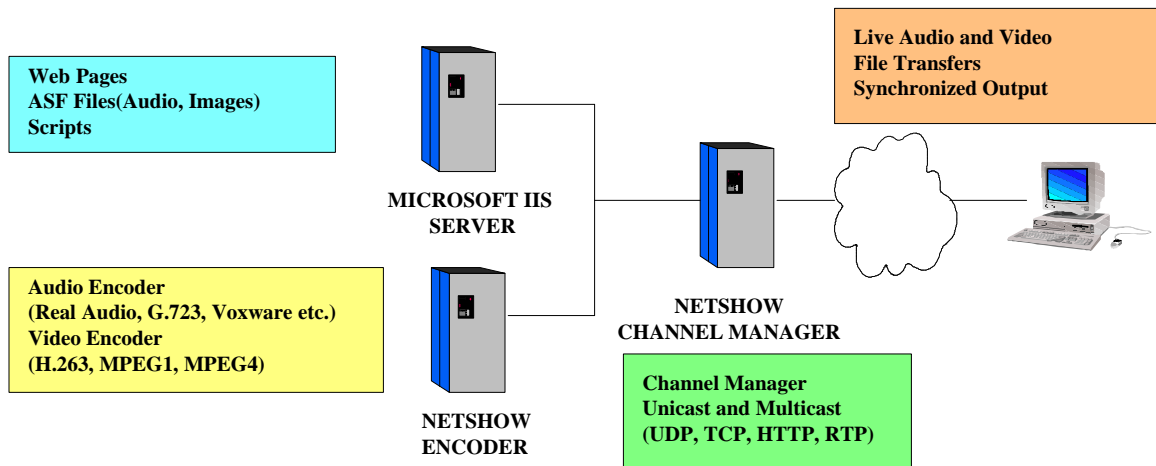 Web Pages
ASF Files(Audio, Images)
Scripts
MICROSOFT IIS
SERVER
Live Audio and Video
File Transfers
Synchronized Output
Audio Encoder
(Real Audio, G.723, Voxware etc.)
Video Encoder
(H.263, MPEG1, MPEG4)
NETSHOW
ENCODER
NETSHOW
CHANNEL MANAGER
Channel Manager
Unicast and Multicast
(UDP, TCP, HTTP, RTP)